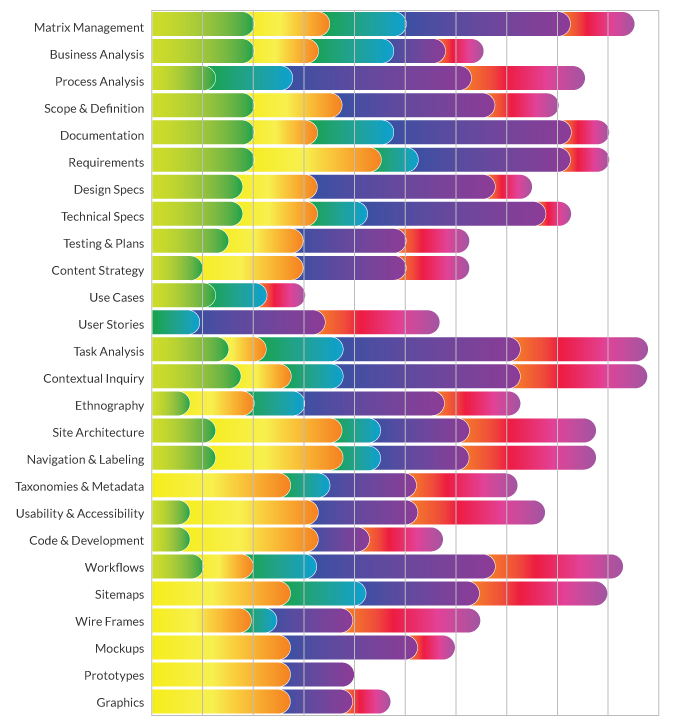 Matrix Management
Business Analysis
Process Analysis
Scope & Definition
Documentation
Requirements
Design Specs
Technical Specs
Testing & Plans
Content Strategy
Use Cases
User Stories
Task Analysis
Contextual Inquiry
Ethnography
Site Architecture
Navigation & Labeling
Taxonomies & Metadata
Usability & Accessibility
Code & Development
Workflows
Sitemaps
Wire Frames
Mockups
Prototypes
Graphics